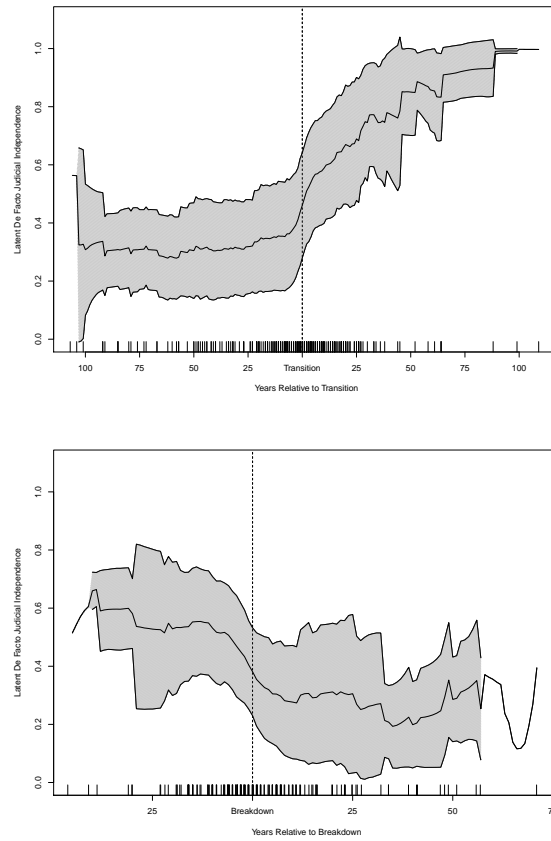 Latent De Facto Judicial Independence
1.0
0.8
0.6
0.4
0.2
0.0
100 75 50 25 Transition 25 50 75 100
Years Relative to Transition
Latent De Facto Judicial Independence
1.0
0.8
0.6
0.4
0.2
0.0
25 Breakdown 25 50
Years Relative to Breakdown